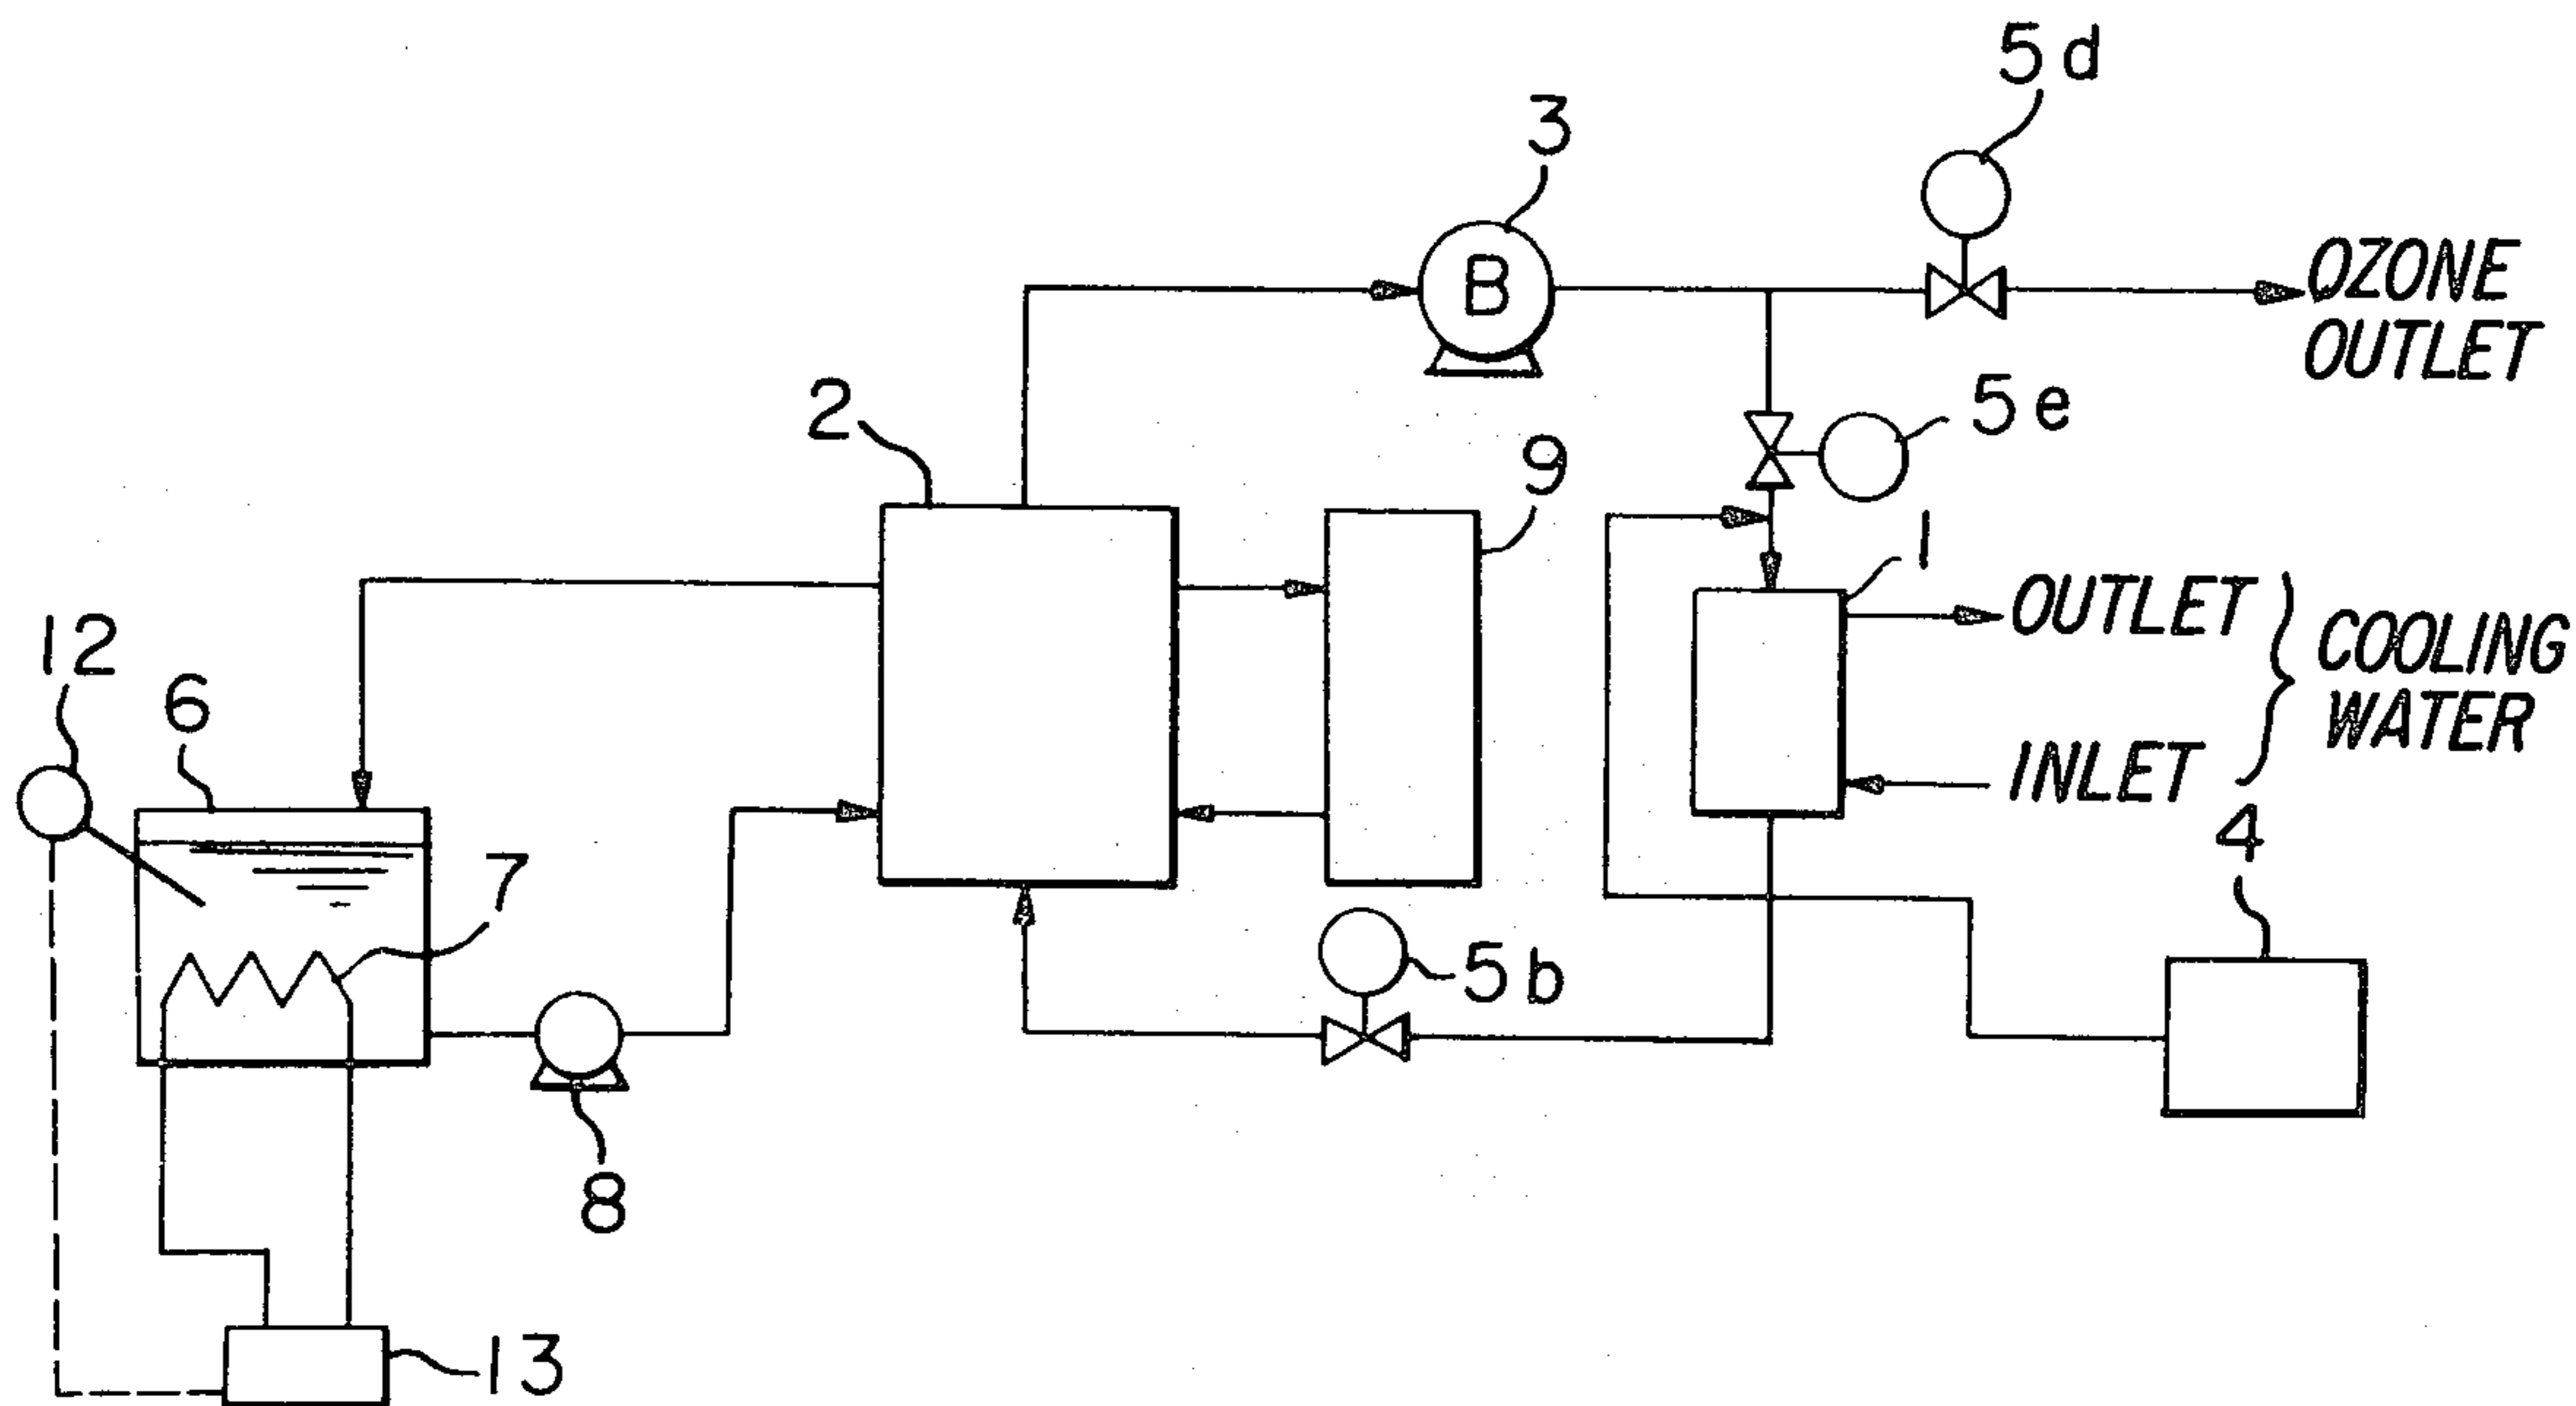 5d
3
B
OZONE
OUTLET
2
5e
9
1
OUTLET
COOLING
WATER
INLET
12
6
4
7
5b
8
13